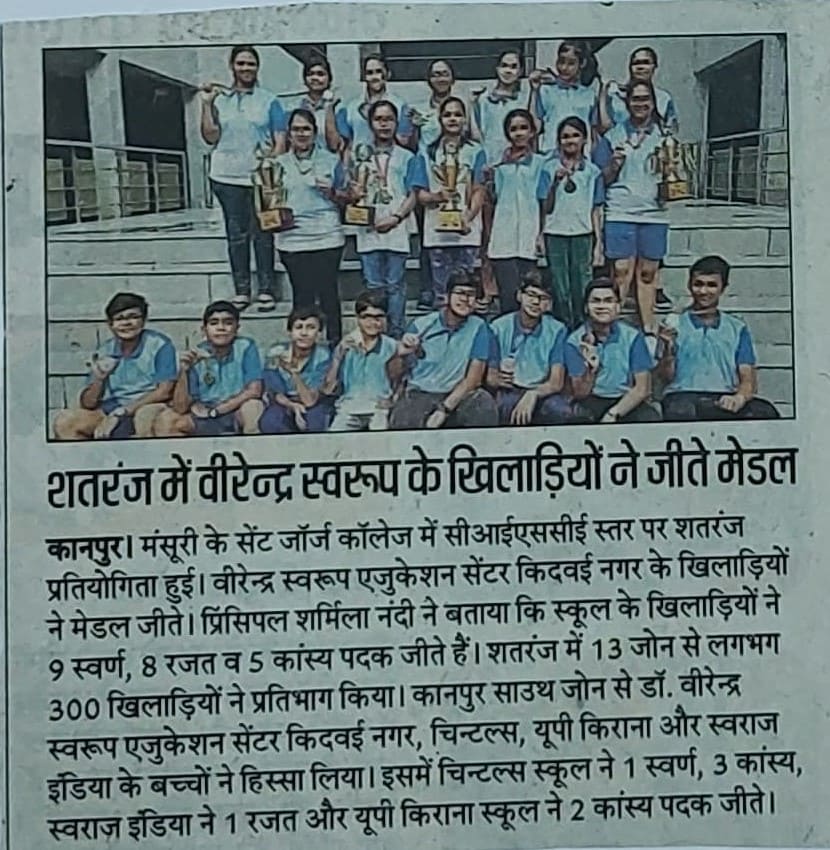 शतरंज में वीरेन्द्र स्वरूप के खिलाड़ियों ने जीते मेडल
कानपुर। मंसूरी के सेंट जॉर्ज कॉलेज में सीआईएससीई स्तर पर शतरंज
प्रतियोगिता हुई। वीरेन्द्र स्वरूप एजुकेशन सेंटर किदवई नगर के खिलाड़ियों
ने मेडल जीते। प्रिंसिपल शर्मिला नंदी ने बताया कि स्कूल के खिलाड़ियों ने
9 स्वर्ण, 8 रजत व 5 कांस्य पदक जीते हैं। शतरंज में 13 जोन से लगभग
300 खिलाड़ियों ने प्रतिभाग किया। कानपुर साउथ जोन से डॉ. वीरेन्द्र
स्वरूप एजुकेशन सेंटर किदवई नगर, चिन्टल्स, यूपी किराना और स्वराज
इंडिया के बच्चों ने हिस्सा लिया। इसमें चिन्टल्स स्कूल ने 1 स्वर्ण, 3 कांस्य,
स्वराज इंडिया ने 1 रजत और यूपी किराना स्कूल ने 2 कांस्य पदक जीते।